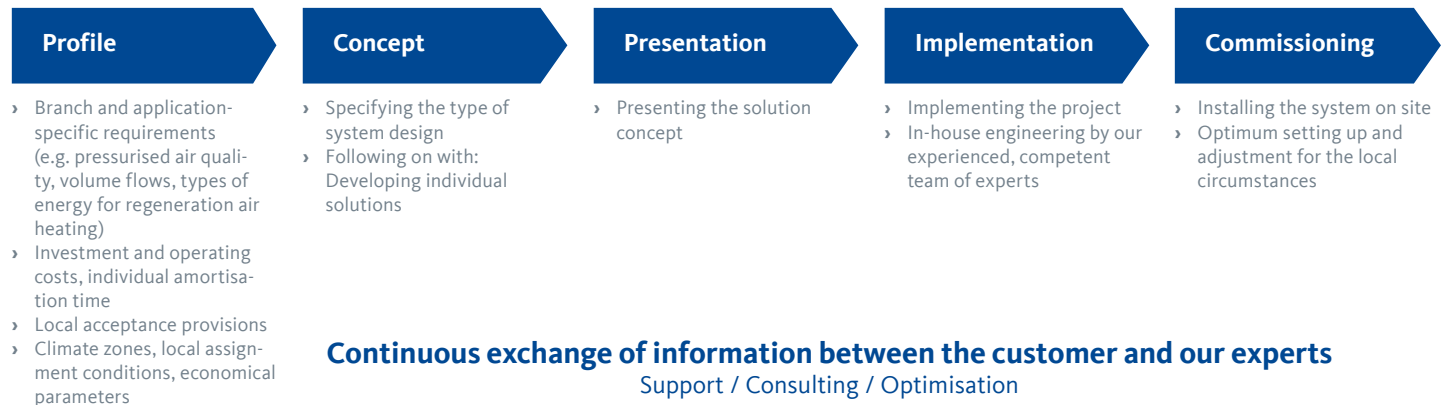 Profile
› Branch and application-
specific requirements
(e.g. pressurised air quali-
ty, volume flows, types of
energy for regeneration air
heating)
› Investment and operating
costs, individual amortisa-
tion time
› Local acceptance provisions
› Climate zones, local assign-
ment conditions, economical
parameters
Concept
› Specifying the type of
system design
› Following on with:
Developing individual
solutions
Presentation
› Presenting the solution
concept
Implementation
› Implementing the project
› In-house engineering by our
experienced, competent
team of experts
Commissioning
› Installing the system on site
› Optimum setting up and
adjustment for the local
circumstances
Continuous exchange of information between the customer and our experts
Support / Consulting / Optimisation